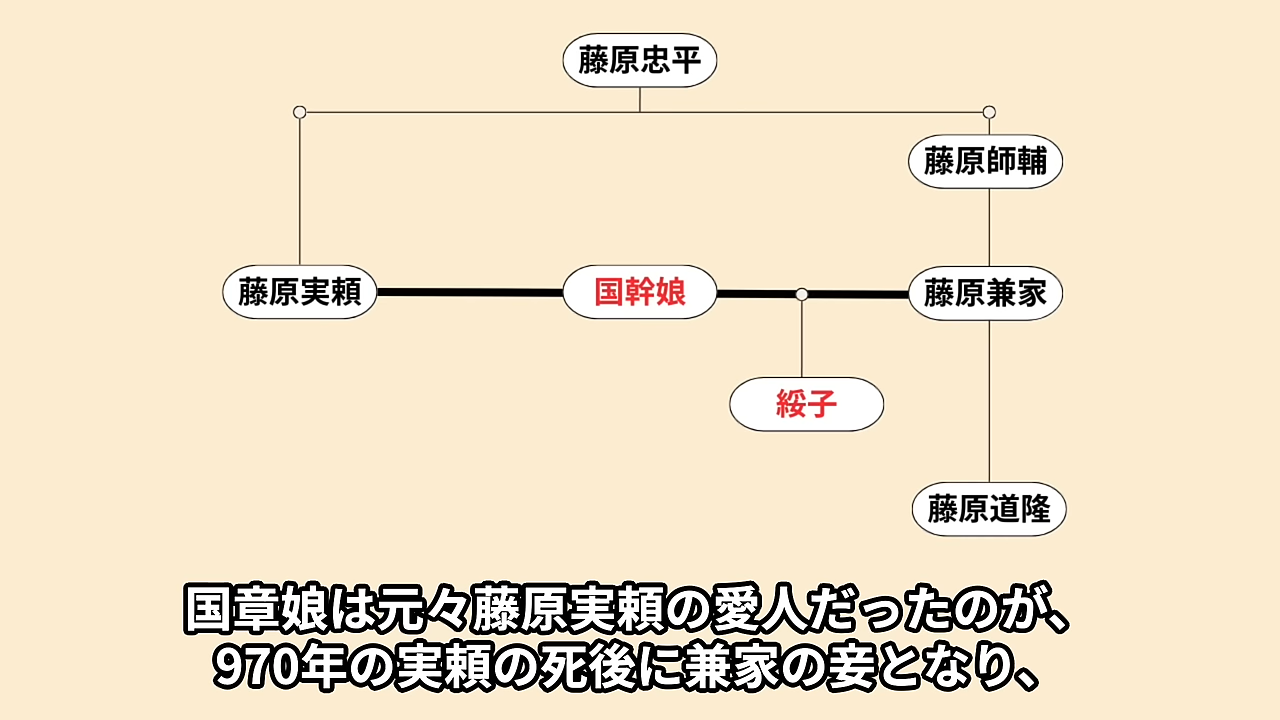 藤原忠平
藤原師輔
藤原実頼
国幹娘
藤原兼家
綏子
藤原道隆
国章娘は元々藤原実頼の愛人だったのが、
970年の実頼の死後に兼家の妾となり、